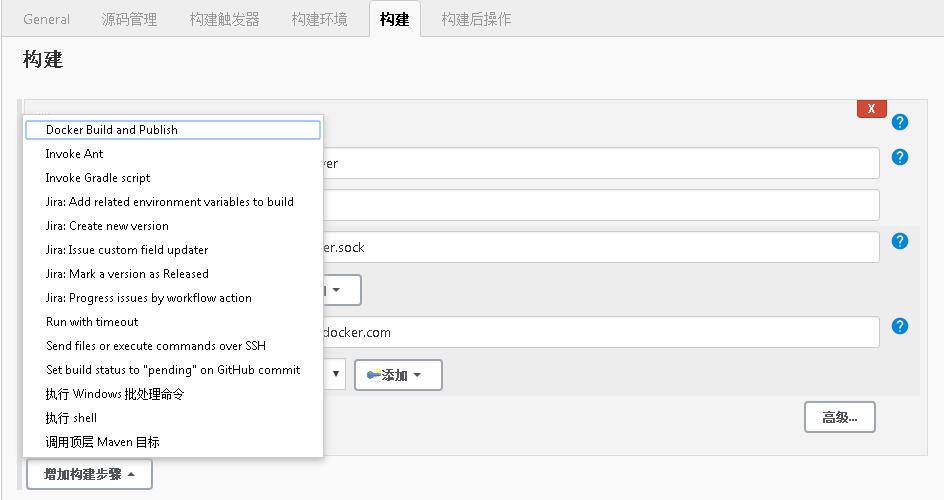 General 源码管理 构建触发器 构建环境 构建 构建后操作
构建
X
Docker Build and Publish
Invoke Ant
Invoke Gradle script
Jira: Add related environment variables to build
Jira: Create new version
Jira: Issue custom field updater
er.sock
Jira: Mark a version as Released
Jira: Progress issues by workflow action
Run with timeout
docker.com
Send files or execute commands over SSH
Set build status to "pending" on GitHub commit
添加
执行 Windows 批处理命令
执行 shell
高级...
调用顶层 Maven 目标
增加构建步骤